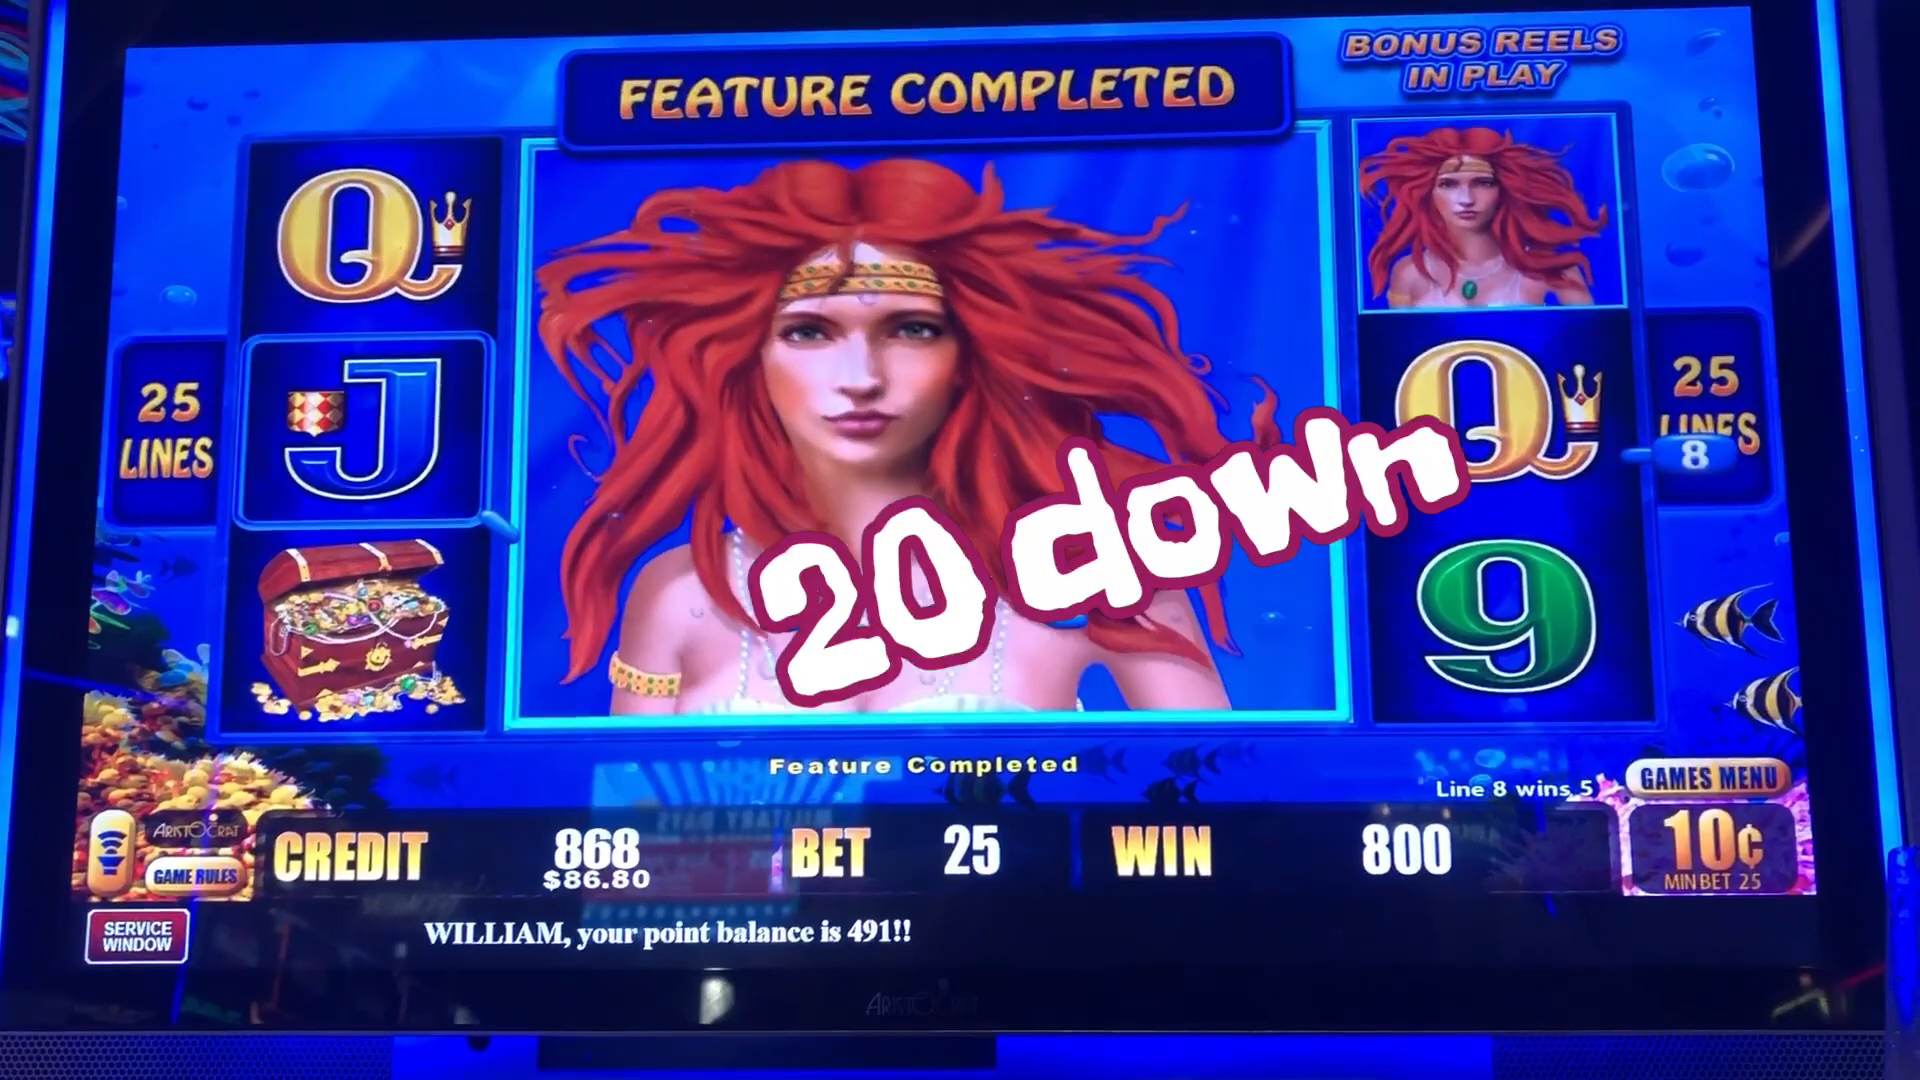 BONUS REELS
IN PLAY
FEATURE COMPLETED
Q
J
25
LINES
Q
9
25
LINES
8
20 down
Feature Completed
Line 8 wins 5
GAMES MENU
ARISTOCRAT
GAME RULES
CREDIT
868
$86.80
BET
25
WIN
800
10¢
MIN BET 25
SERVICE
WINDOW
WILLIAM, your point balance is 491!!
ARISTOCRAT